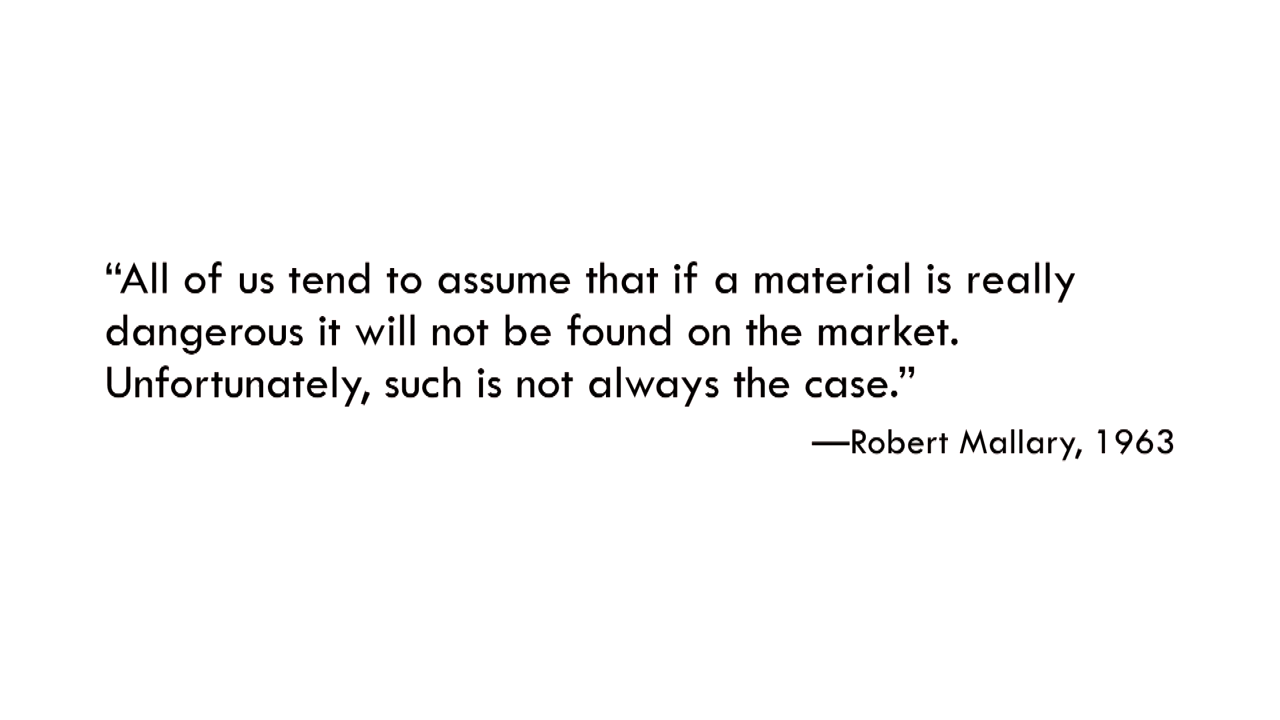 “All of us tend to assume that if a material is really
dangerous it will not be found on the market.
Unfortunately, such is not always the case.”
—Robert Mallary, 1963